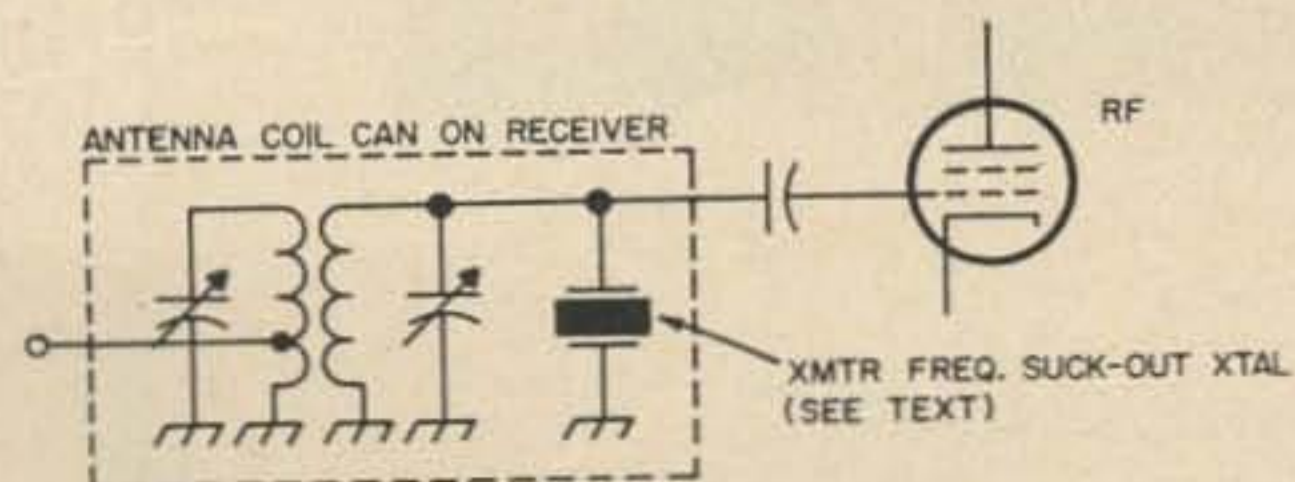 ANTENNA COIL CAN ON RECEIVER
RF
XMTR FREQ. SUCK-OUT XTAL
(SEE TEXT)